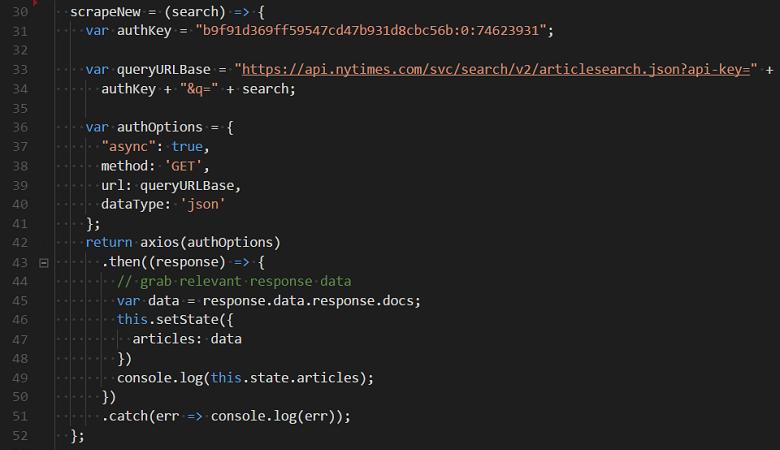 30 scrapeNew = (search) => {
31 var authKey = "b9f91d369ff59547cd47b931d8cbc56b:0:74623931";
32
33 var queryURLBase = "https://api.nytimes.com/svc/search/v2/articlesearch.json?api-key=" +
34 authKey + "&q=" + search;
35
36 var authOptions = {
37 "async": true,
38 method: 'GET',
39 url: queryURLBase,
40 dataType: 'json'
41 };
42 return axios(authOptions)
43 .then((response) => {
44 // grab relevant response data
45 var data = response.data.response.docs;
46 this.setState({
47 articles: data
48 })
49 console.log(this.state.articles);
50 })
51 .catch(err => console.log(err));
52 };